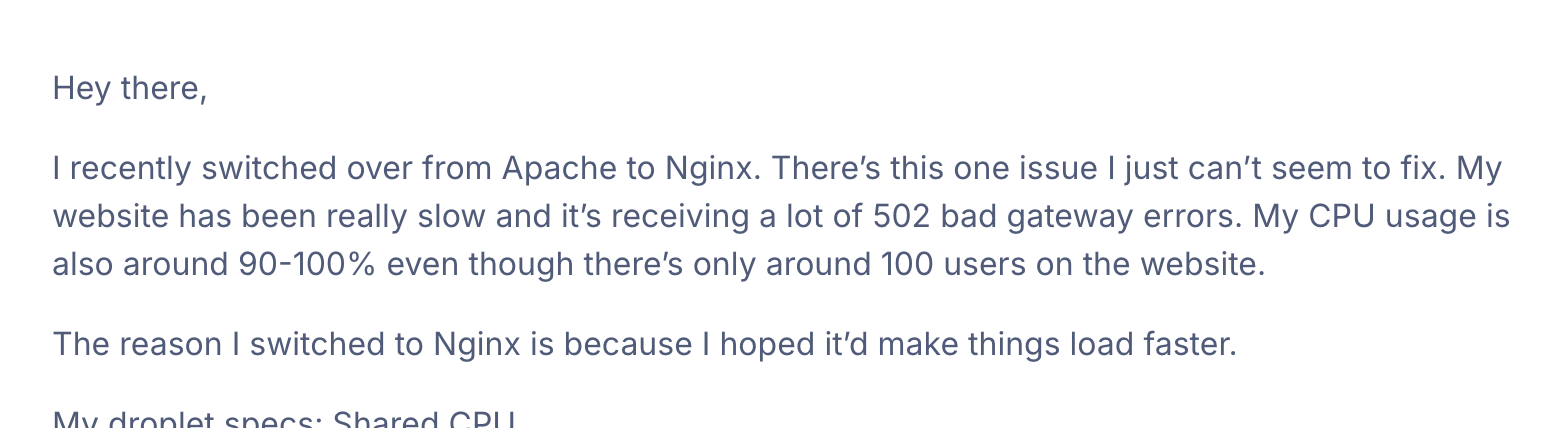 Hey there,
I recently switched over from Apache to Nginx. There’s this one issue I just can’t seem to fix. My
website has been really slow and it’s receiving a lot of 502 bad gateway errors. My CPU usage is
also around 90-100% even though there’s only around 100 users on the website.
The reason I switched to Nginx is because I hoped it’d make things load faster.
My droplet specs: Shared CPU